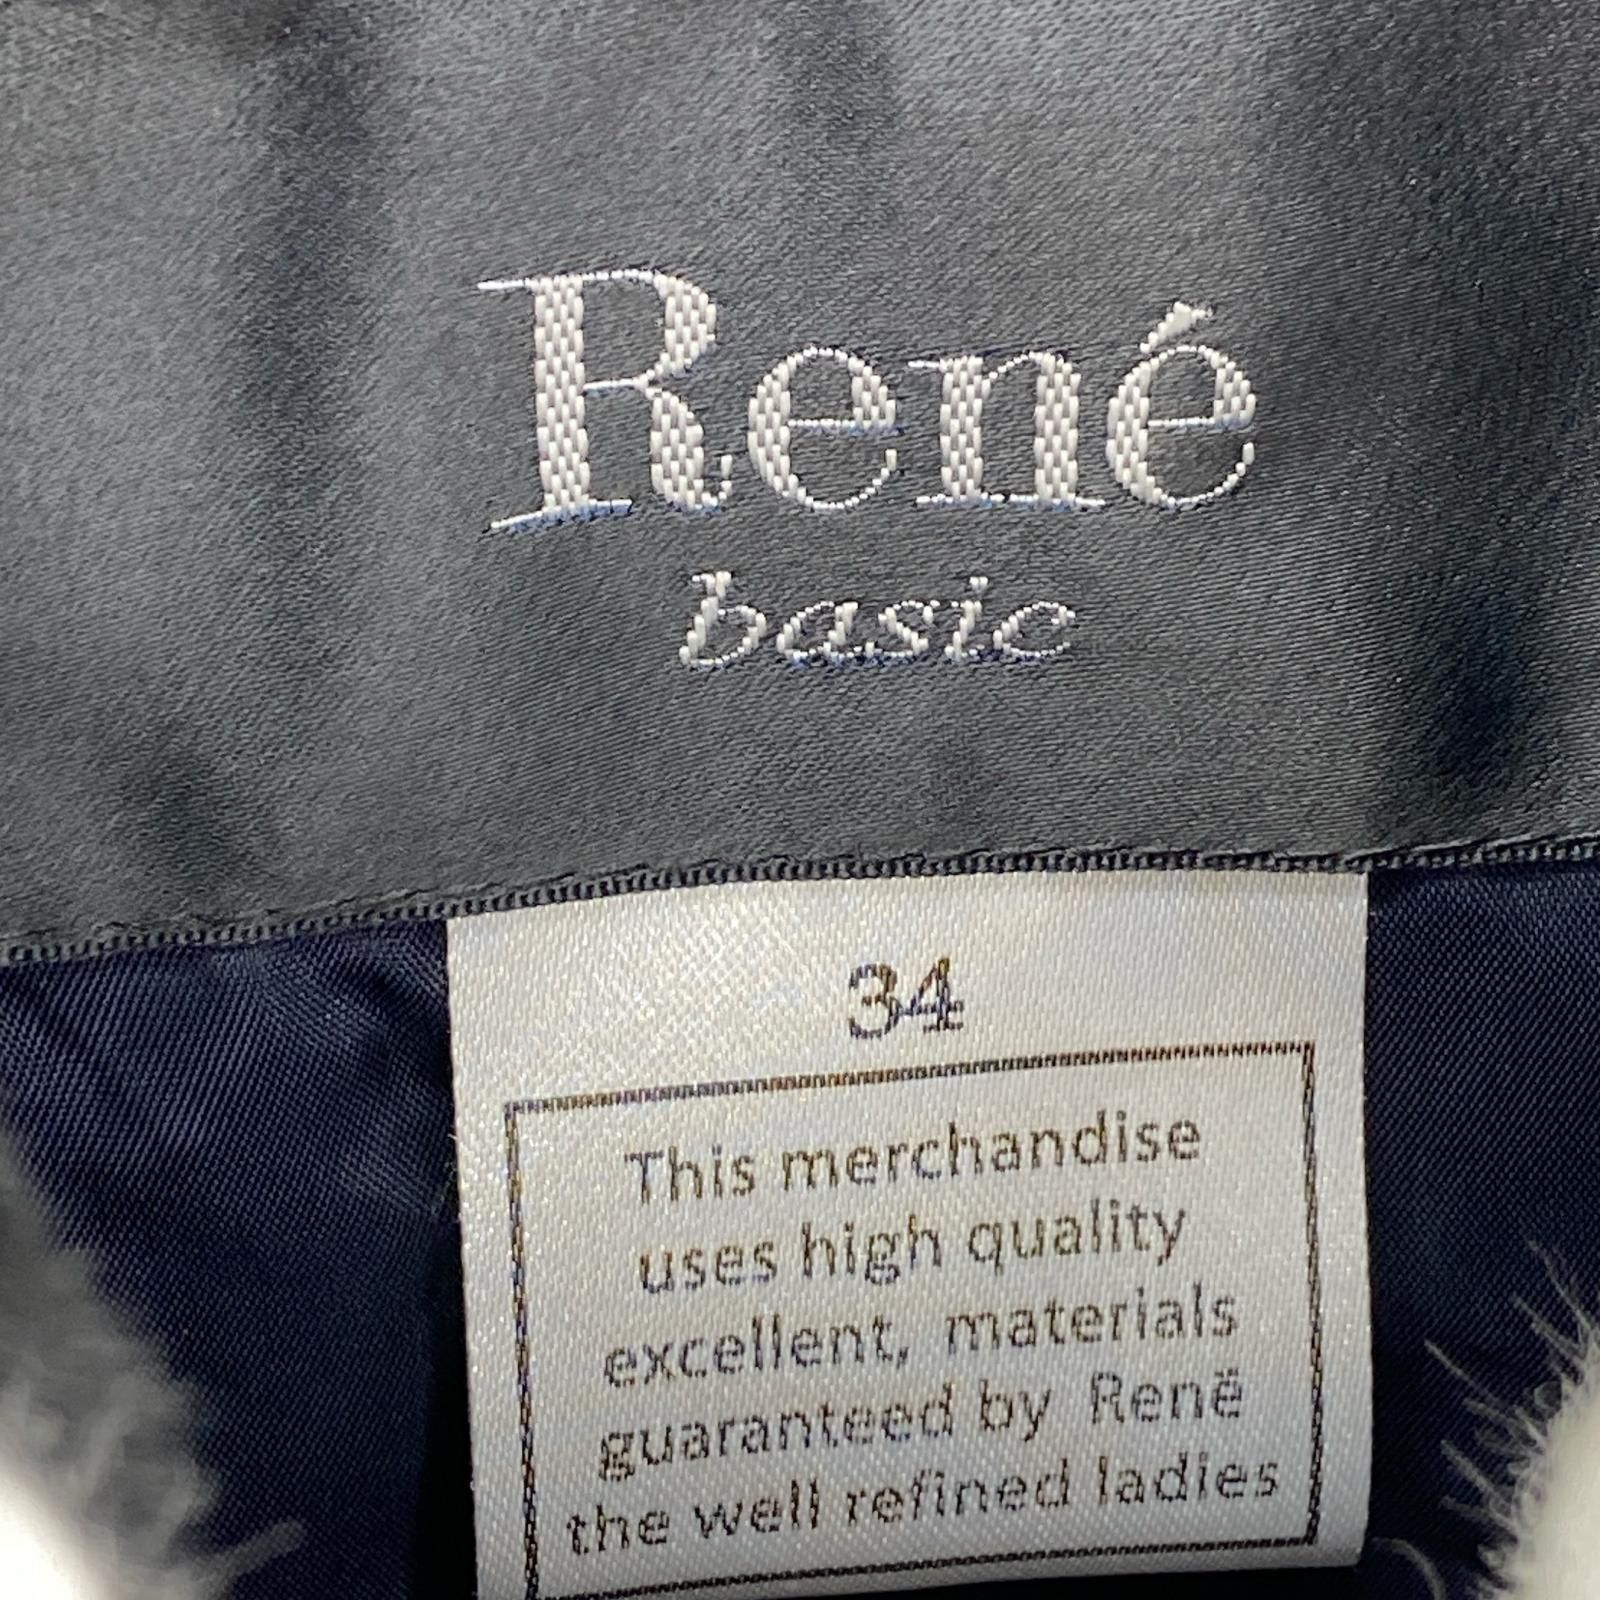 René
basic
34
This merchandise
uses high quality
excellent, materials
guaranteed by Renë
the well refined ladies